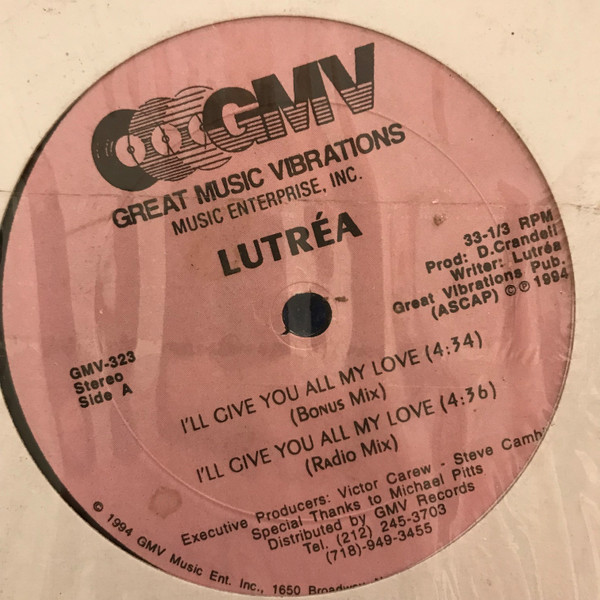 GMV
GREAT MUSIC VIBRATIONS
MUSIC ENTERPRISE, INC.
LUTRÉA
33-1/3 RPM
Prod: D.Crandell
Writer: Lutréa
Great Vibrations Pub.
(ASCAP) © ℗ 1994
GMV-323
Stereo
Side A
I'LL GIVE YOU ALL MY LOVE (4:34)
(Bonus Mix)
I'LL GIVE YOU ALL MY LOVE (4:36)
(Radio Mix)
Executive Producers: Victor Carew - Steve
Special Thanks to Michael Pitts
Distributed by GMV Records
Tel. (212) 245-3703
(718)-949-3455
© 1994 GMV Music Ent. Inc., 1650